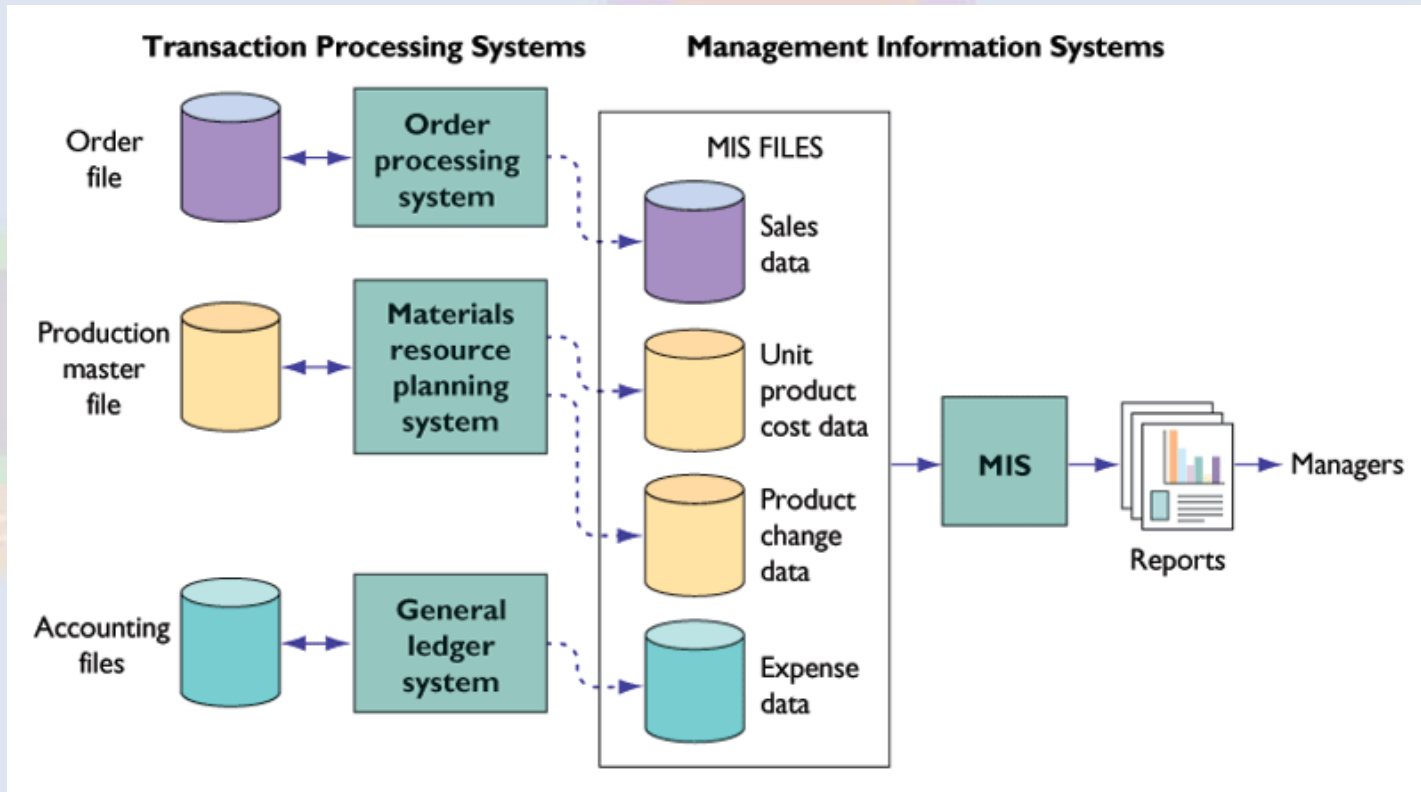 Transaction Processing Systems
Management Information Systems
Order
file
Order
processing
system
MIS FILES
Sales
data
Production
master
file
Materials
resource
planning
system
Unit
product
cost data
Product
change
data
MIS
Reports
Managers
Accounting
files
General
ledger
system
Expense
data